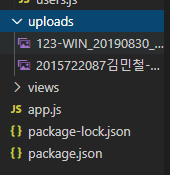 users.js
uploads
123-WIN_20190830_...
2015722087김민철-...
views
app.js
{} package-lock.json
{} package.json